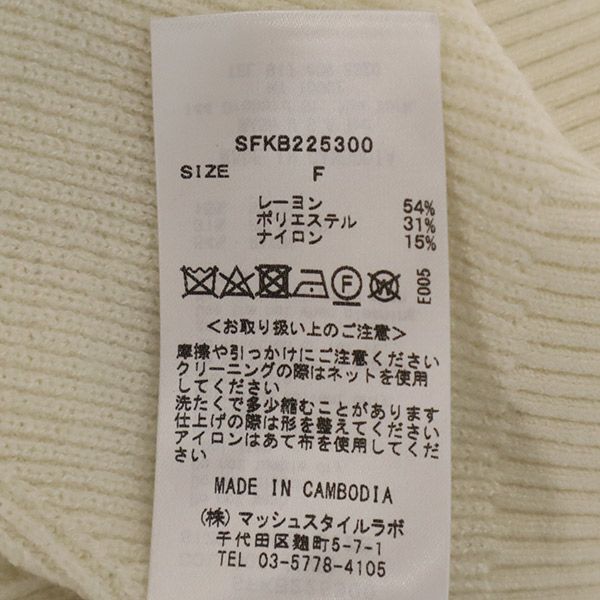 SFKB225300
SIZE F
レーヨン 54%
ポリエステル 31%
ナイロン 15%
F
W
E005
<お取り扱い上のご注意>
摩擦や引っかけにご注意ください
クリーニングの際はネットを使用
してください
洗たくで多少縮むことがあります
仕上げの際は形を整えてください
アイロンはあて布を使用してくだ
さい
MADE IN CAMBODIA
(株)マッシュスタイルラボ
千代田区麹町5-7-1
TEL 03-5778-4105